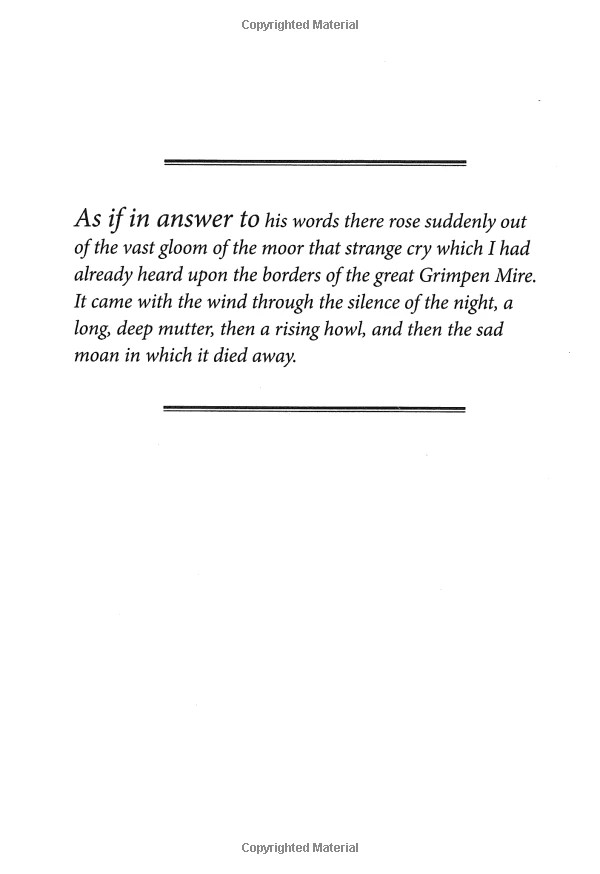 Copyrighted Material
As if in answer to his words there rose suddenly out
of the vast gloom of the moor that strange cry which I had
already heard upon the borders of the great Grimpen Mire.
It came with the wind through the silence of the night, a
long, deep mutter, then a rising howl, and then the sad
moan in which it died away.
Copyrighted Material